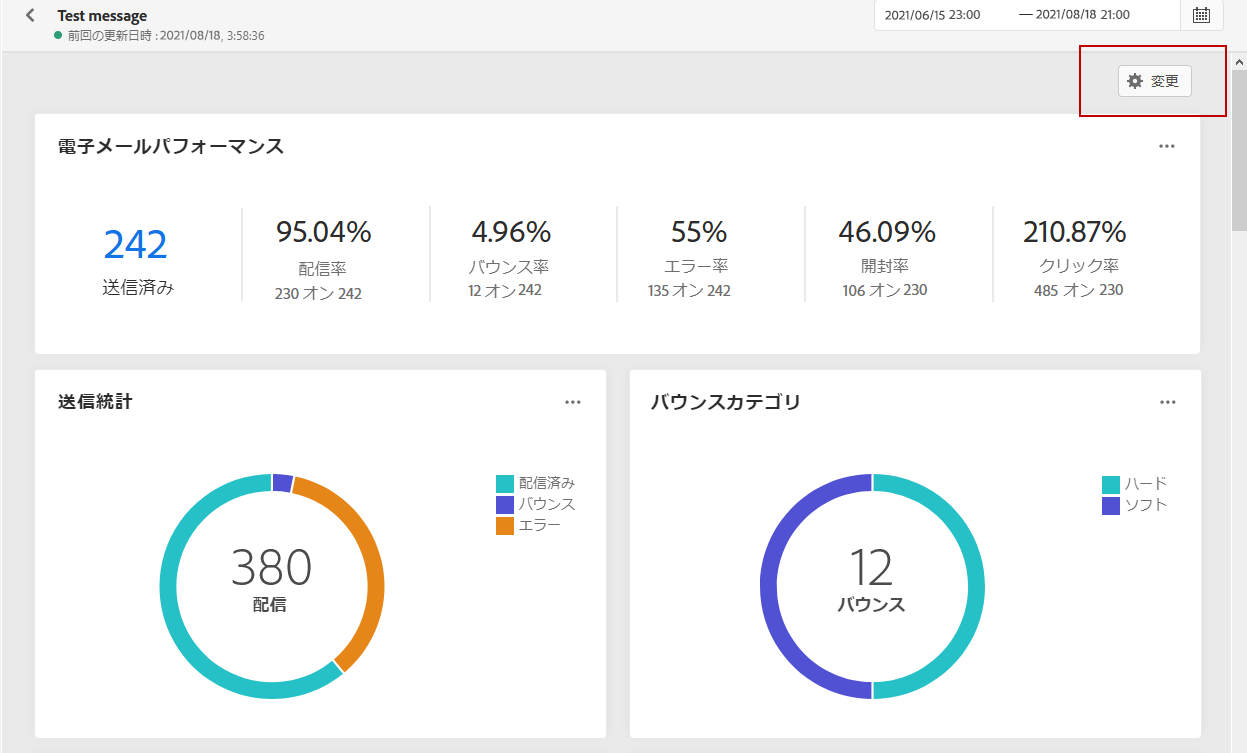 Test message
2021/06/15 23:00 — 2021/08/18 21:00
前回の更新日時 : 2021/08/18, 3:58:36
変更
電子メールパフォーマンス
242
送信済み
95.04%
配信率
230 オン 242
4.96%
バウンス率
12 オン 242
55%
エラー率
135 オン 242
46.09%
開封率
106 オン 230
210.87%
クリック率
485 オン 230
送信統計
配信済み
バウンス
エラー
380
配信
バウンスカテゴリ
ハード
ソフト
12
バウンス